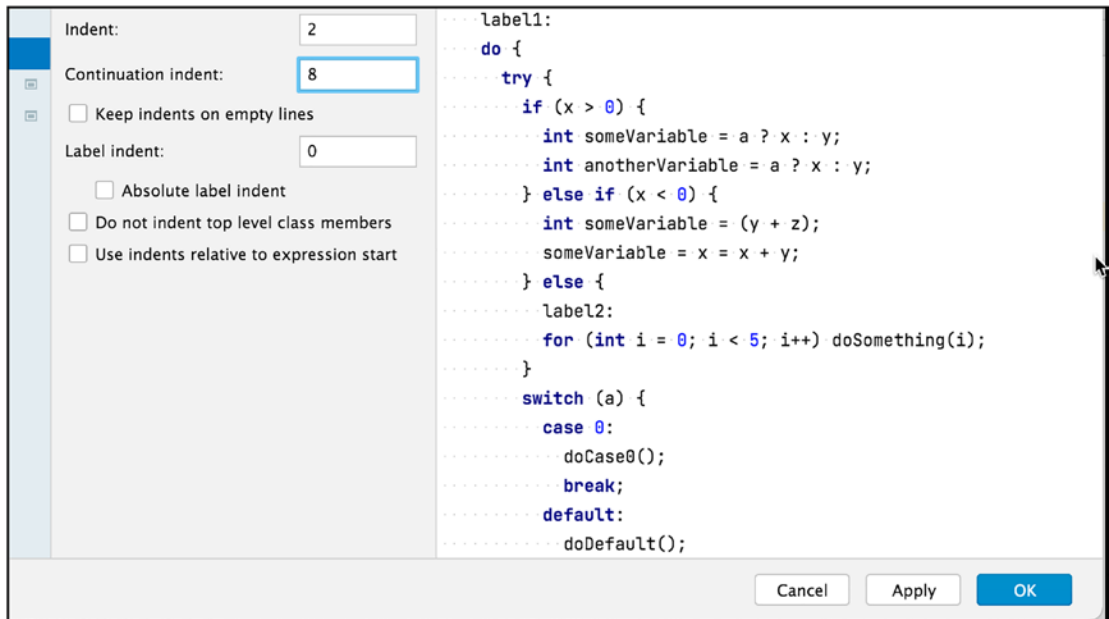 Indent:
2
Continuation indent:
8
Keep indents on empty lines
Label indent:
0
Absolute label indent
Do not indent top level class members
Use indents relative to expression start
label1:
do {
try {
if (x > 0) {
int someVariable = a ? x : y;
int anotherVariable = a ? x : y;
} else if (x < 0) {
int someVariable = (y + z);
someVariable = x = x + y;
} else {
label2:
for (int i = 0; i < 5; i++) doSomething(i);
}
switch (a) {
case 0:
doCase0();
break;
default:
doDefault();
Cancel
Apply
OK